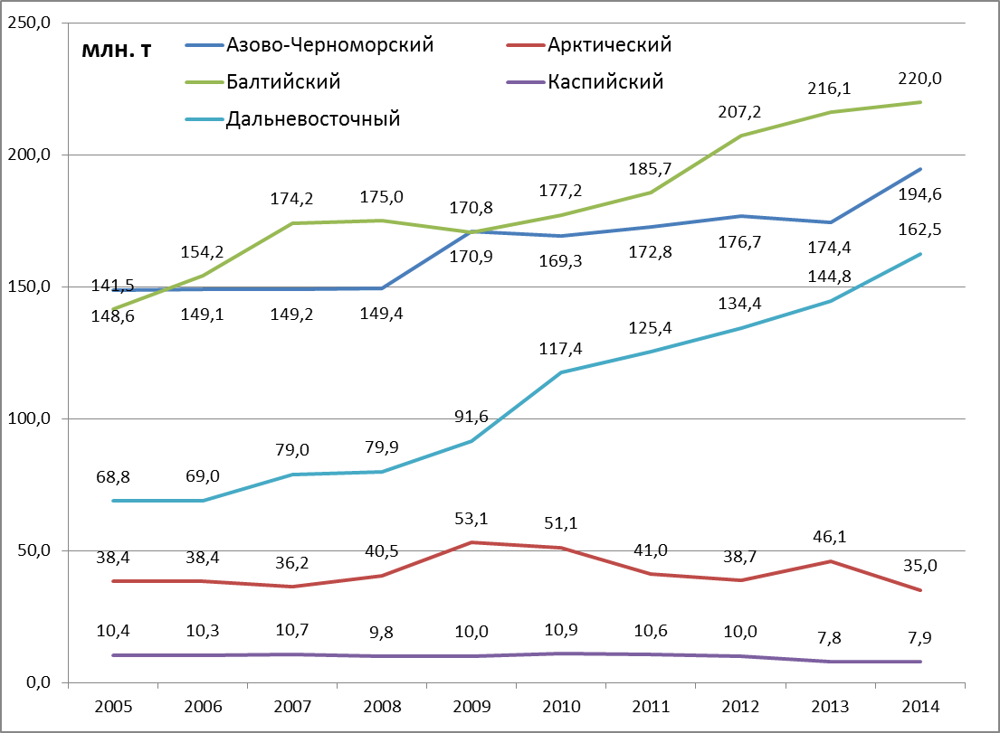 250,0
млн. т
Азово-Черноморский
Арктический
Балтийский
Каспийский
Дальневосточный
200,0
150,0
100,0
50,0
0,0
141,5 154,2 174,2 175,0 170,8 177,2 185,7 207,2 216,1 220,0
148,6 149,1 149,2 149,4 170,9 169,3 172,8 176,7 174,4 194,6
68,8 69,0 79,0 79,9 91,6 117,4 125,4 134,4 144,8 162,5
38,4 38,4 36,2 40,5 53,1 51,1 41,0 38,7 46,1 35,0
10,4 10,3 10,7 9,8 10,0 10,9 10,6 10,0 7,8 7,9
2005 2006 2007 2008 2009 2010 2011 2012 2013 2014